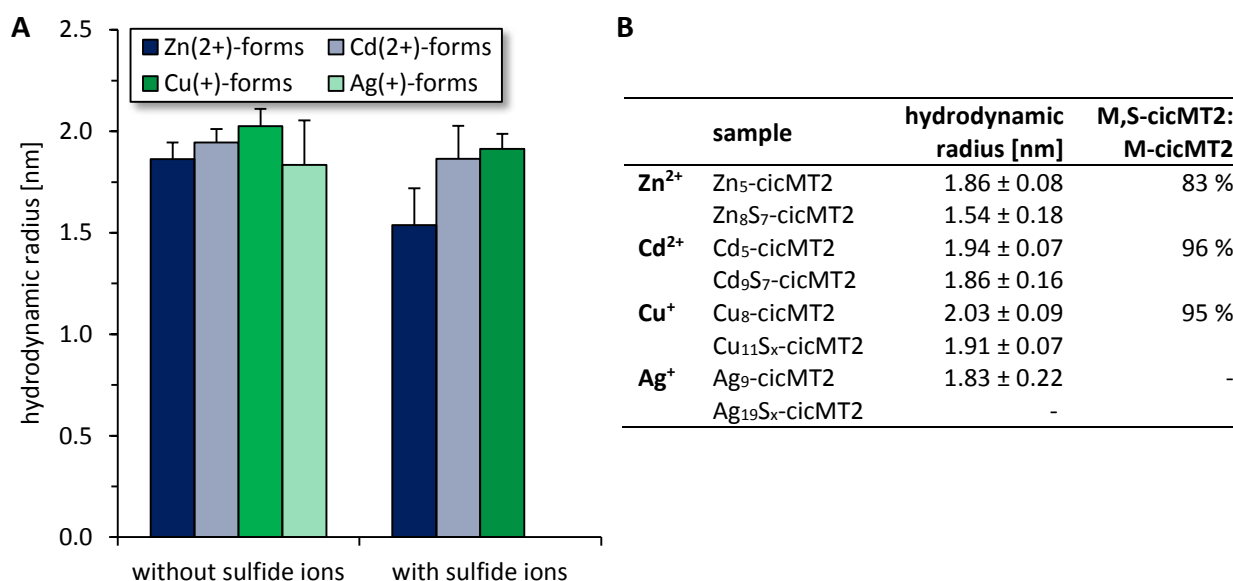 A
hydrodynamic radius [nm]
2.5
2.0
1.5
1.0
0.5
0.0
Zn(2+)-forms Cd(2+)-forms
Cu(+)-forms Ag(+)-forms
without sulfide ions with sulfide ions
B
sample hydrodynamic radius [nm] M,S-cicMT2: M-cicMT2
Zn²⁺ Zn₅-cicMT2 1.86 ± 0.08 83 %
Zn₈S₇-cicMT2 1.54 ± 0.18
Cd²⁺ Cd₅-cicMT2 1.94 ± 0.07 96 %
Cd₉S₇-cicMT2 1.86 ± 0.16
Cu⁺ Cu₈-cicMT2 2.03 ± 0.09 95 %
Cu₁₁Sₓ-cicMT2 1.91 ± 0.07
Ag⁺ Ag₉-cicMT2 1.83 ± 0.22 -
Ag₁₉Sₓ-cicMT2 -